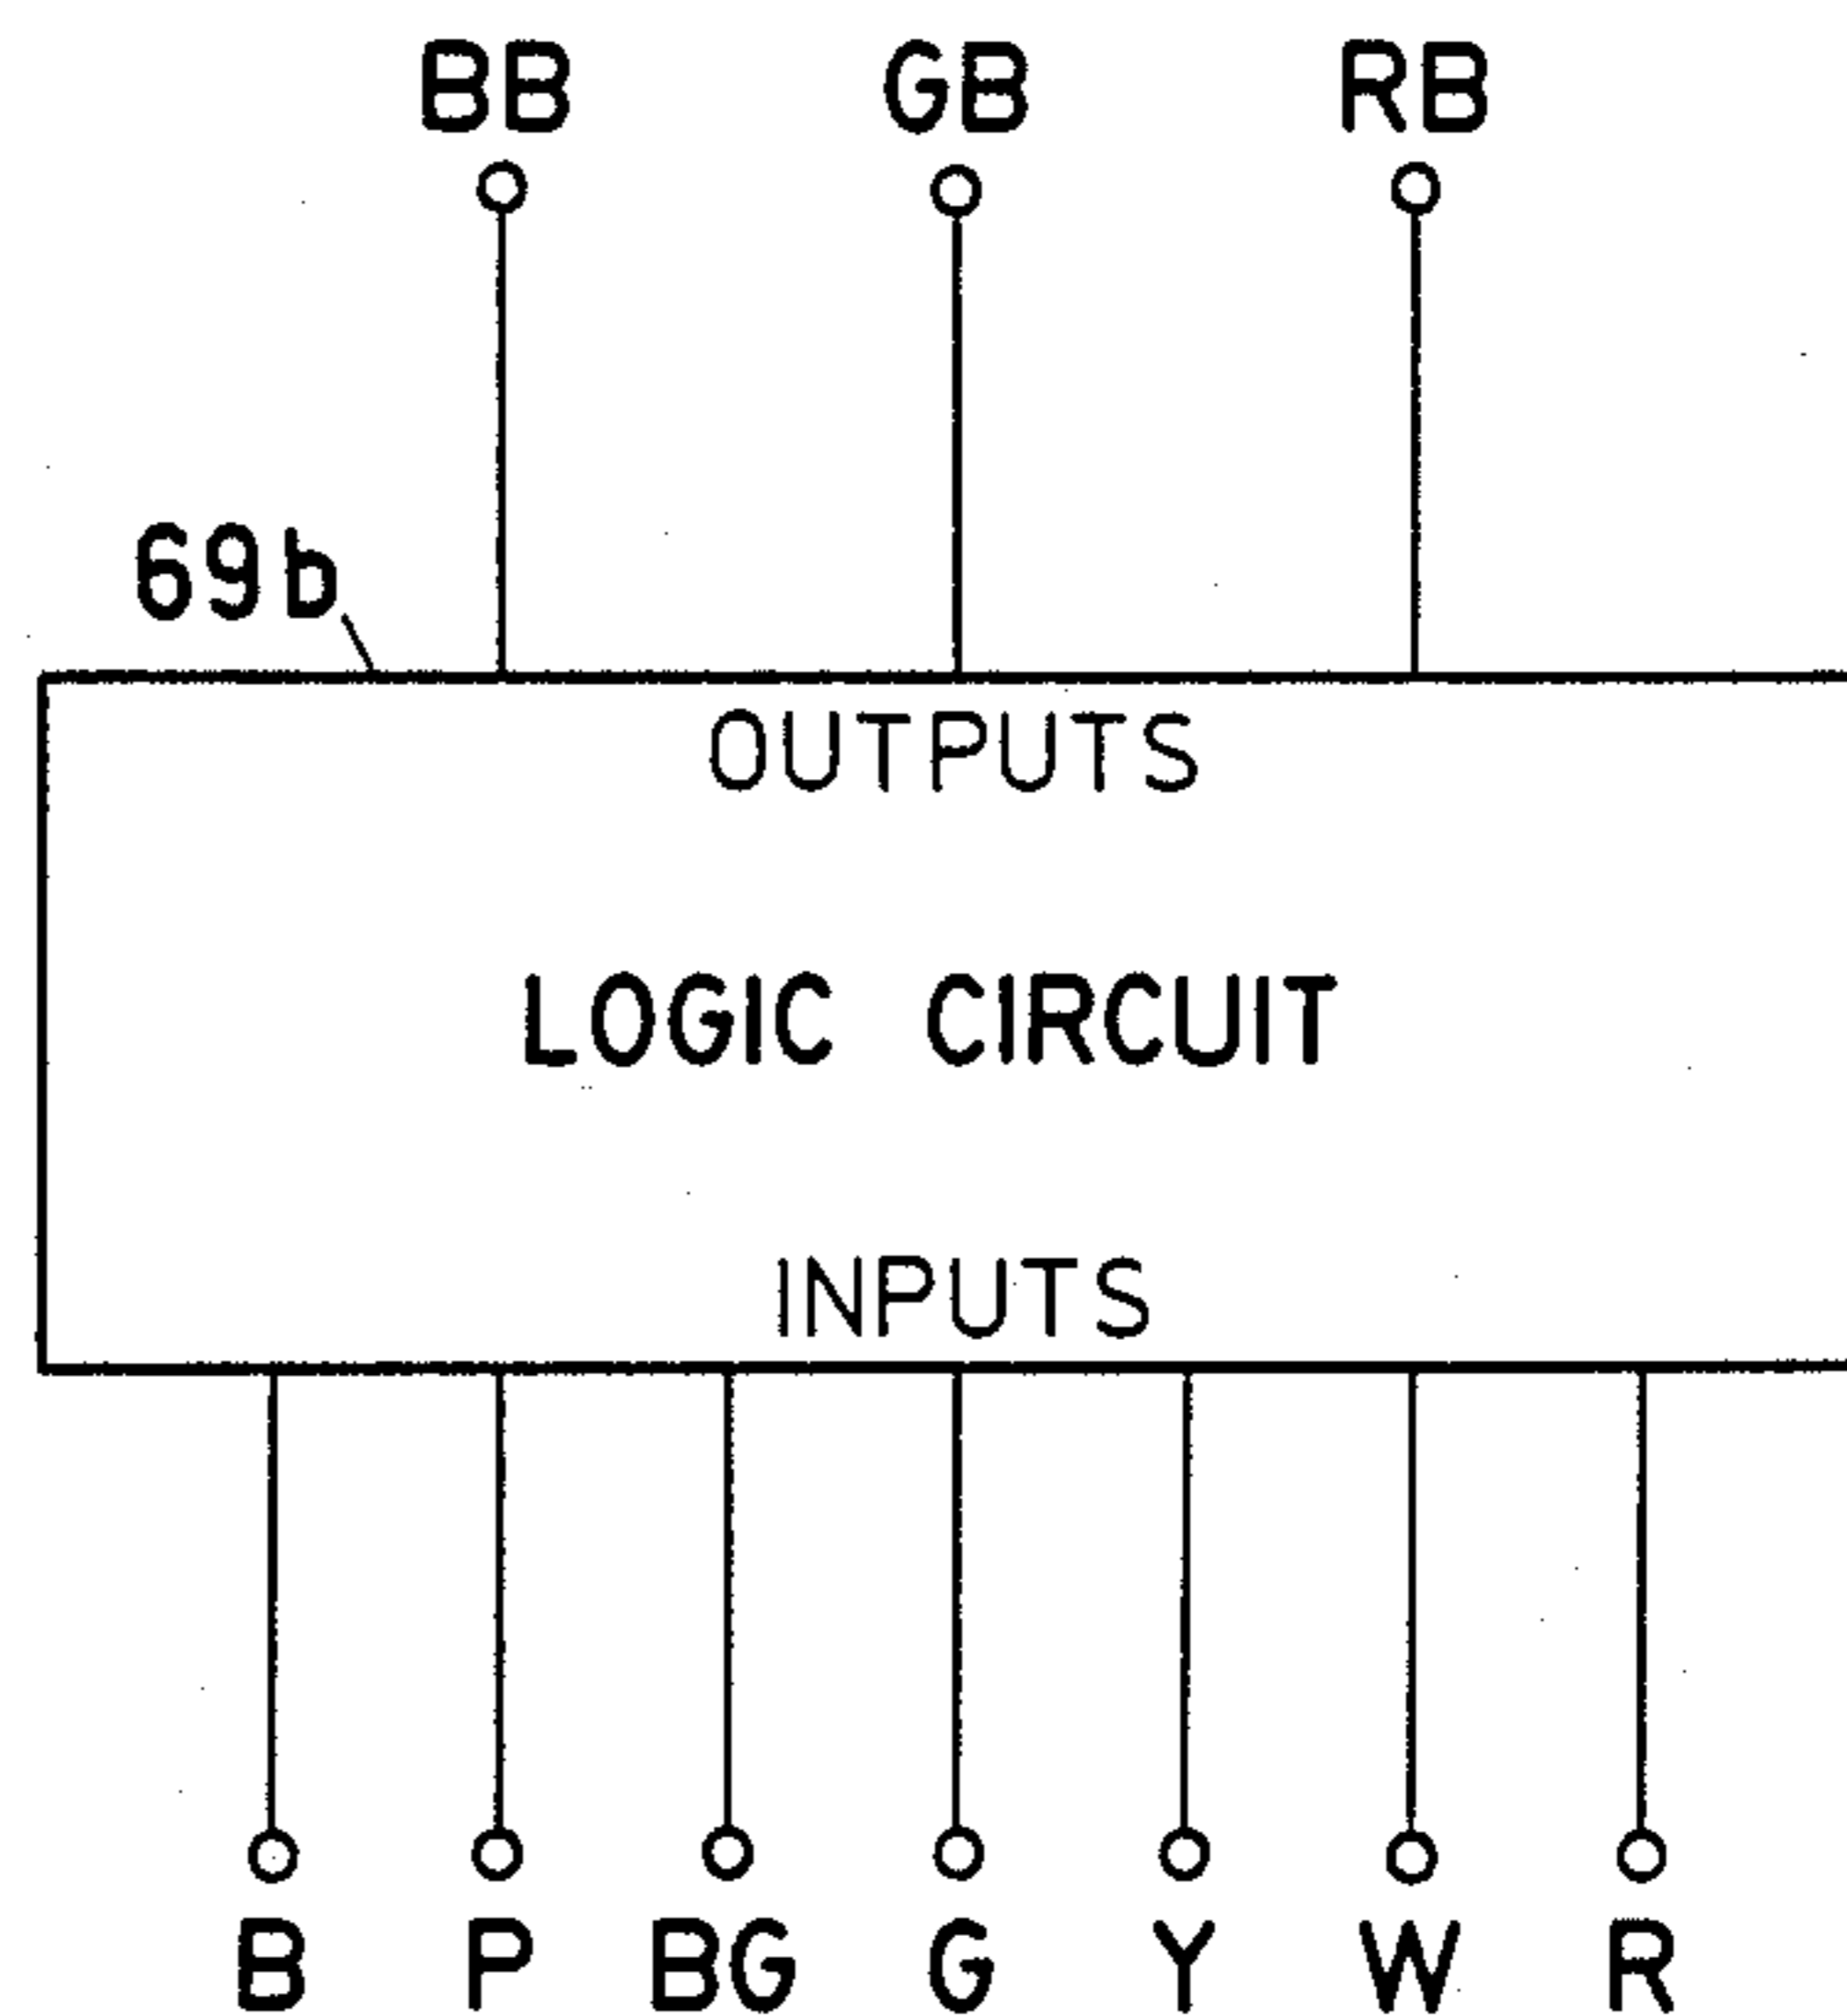 BB GB RB
69b
OUTPUTS
LOGIC CIRCUIT
INPUTS
B P BG G Y W R